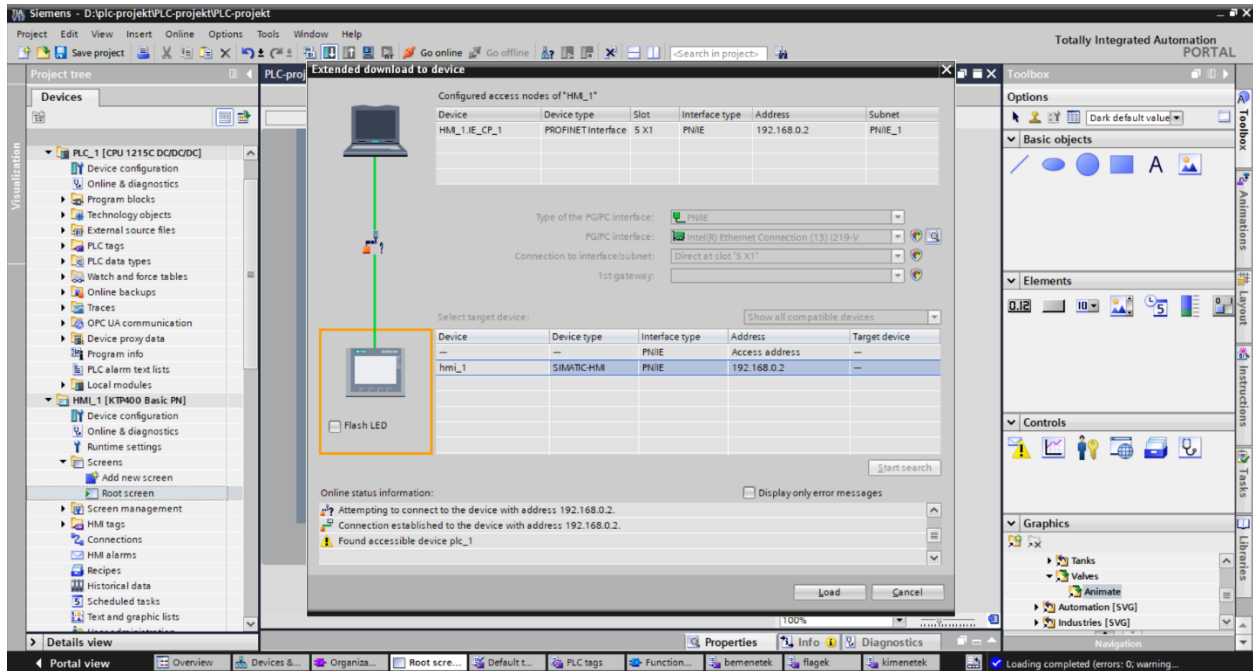 Siemens - D:\plc-projekt\PLC-projekt\PLC-projekt
Project Edit View Insert Online Options Tools Window Help
Totally Integrated Automation
PORTAL
Save project Go online Go offline <Search in project>
Project tree
PLC-proj
Extended download to device
Toolbox
Devices
Options
Dark default value
Visualization
PLC_1 [CPU 1215C DC/DC/DC]
Device configuration
Online & diagnostics
Program blocks
Technology objects
External source files
PLC tags
PLC data types
Watch and force tables
Online backups
Traces
OPC UA communication
Device proxy data
Program info
PLC alarm text lists
Local modules
HMI_1 [KTP400 Basic PN]
Device configuration
Online & diagnostics
Runtime settings
Screens
Add new screen
Root screen
Screen management
HMI tags
Connections
HMI alarms
Recipes
Historical data
Scheduled tasks
Text and graphic lists
Details view
Configured access nodes of "HMI_1"
Device Device type Slot Interface type Address Subnet
HMI_1.IE_CP_1 PROFINET Interface 5 X1 PN/IE 192.168.0.2 PN/IE_1
Type of the PG/PC interface: PN/IE
PG/PC interface: Intel(R) Ethernet Connection (13) I219-V
Connection to interface/subnet: Direct at slot '5 X1'
1st gateway:
Select target device: Show all compatible devices
Device Device type Interface type Address Target device
— — PN/IE Access address —
hmi_1 SIMATIC-HMI PN/IE 192.168.0.2 —
Flash LED
Start search
Online status information: Display only error messages
Attempting to connect to the device with address 192.168.0.2.
Connection established to the device with address 192.168.0.2.
Found accessible device plc_1
Load Cancel
100%
Properties Info Diagnostics
Basic objects
A
Elements
Controls
Graphics
Tanks
Valves
Animate
Automation [SVG]
Industries [SVG]
Navigation
Toolbox
Animations
Layout
Instructions
Tasks
Libraries
Portal view Overview Devices &... Organiza... Root scre... Default t... PLC tags Function... bemenetek flagek kimenetek Loading completed (errors: 0; warning...